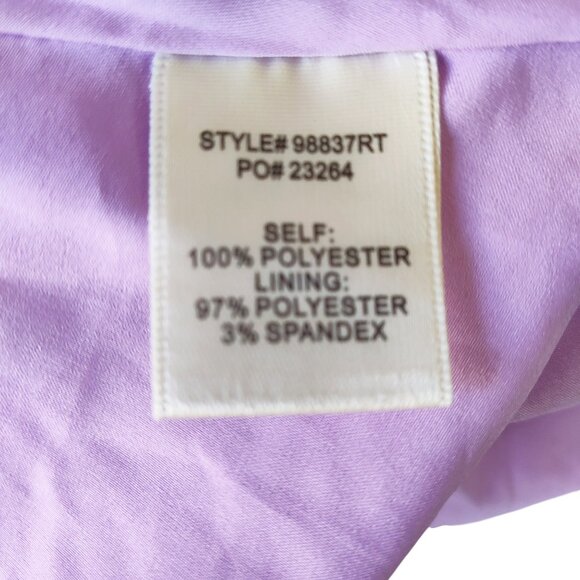 STYLE# 98837RT
PO# 23264
SELF:
100% POLYESTER
LINING:
97% POLYESTER
3% SPANDEX